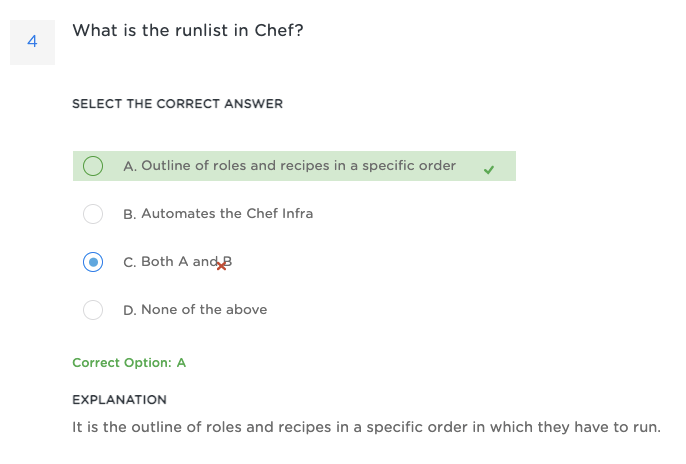 4
What is the runlist in Chef?
SELECT THE CORRECT ANSWER
A. Outline of roles and recipes in a specific order
B. Automates the Chef Infra
C. Both A and B
D. None of the above
Correct Option: A
EXPLANATION
It is the outline of roles and recipes in a specific order in which they have to run.